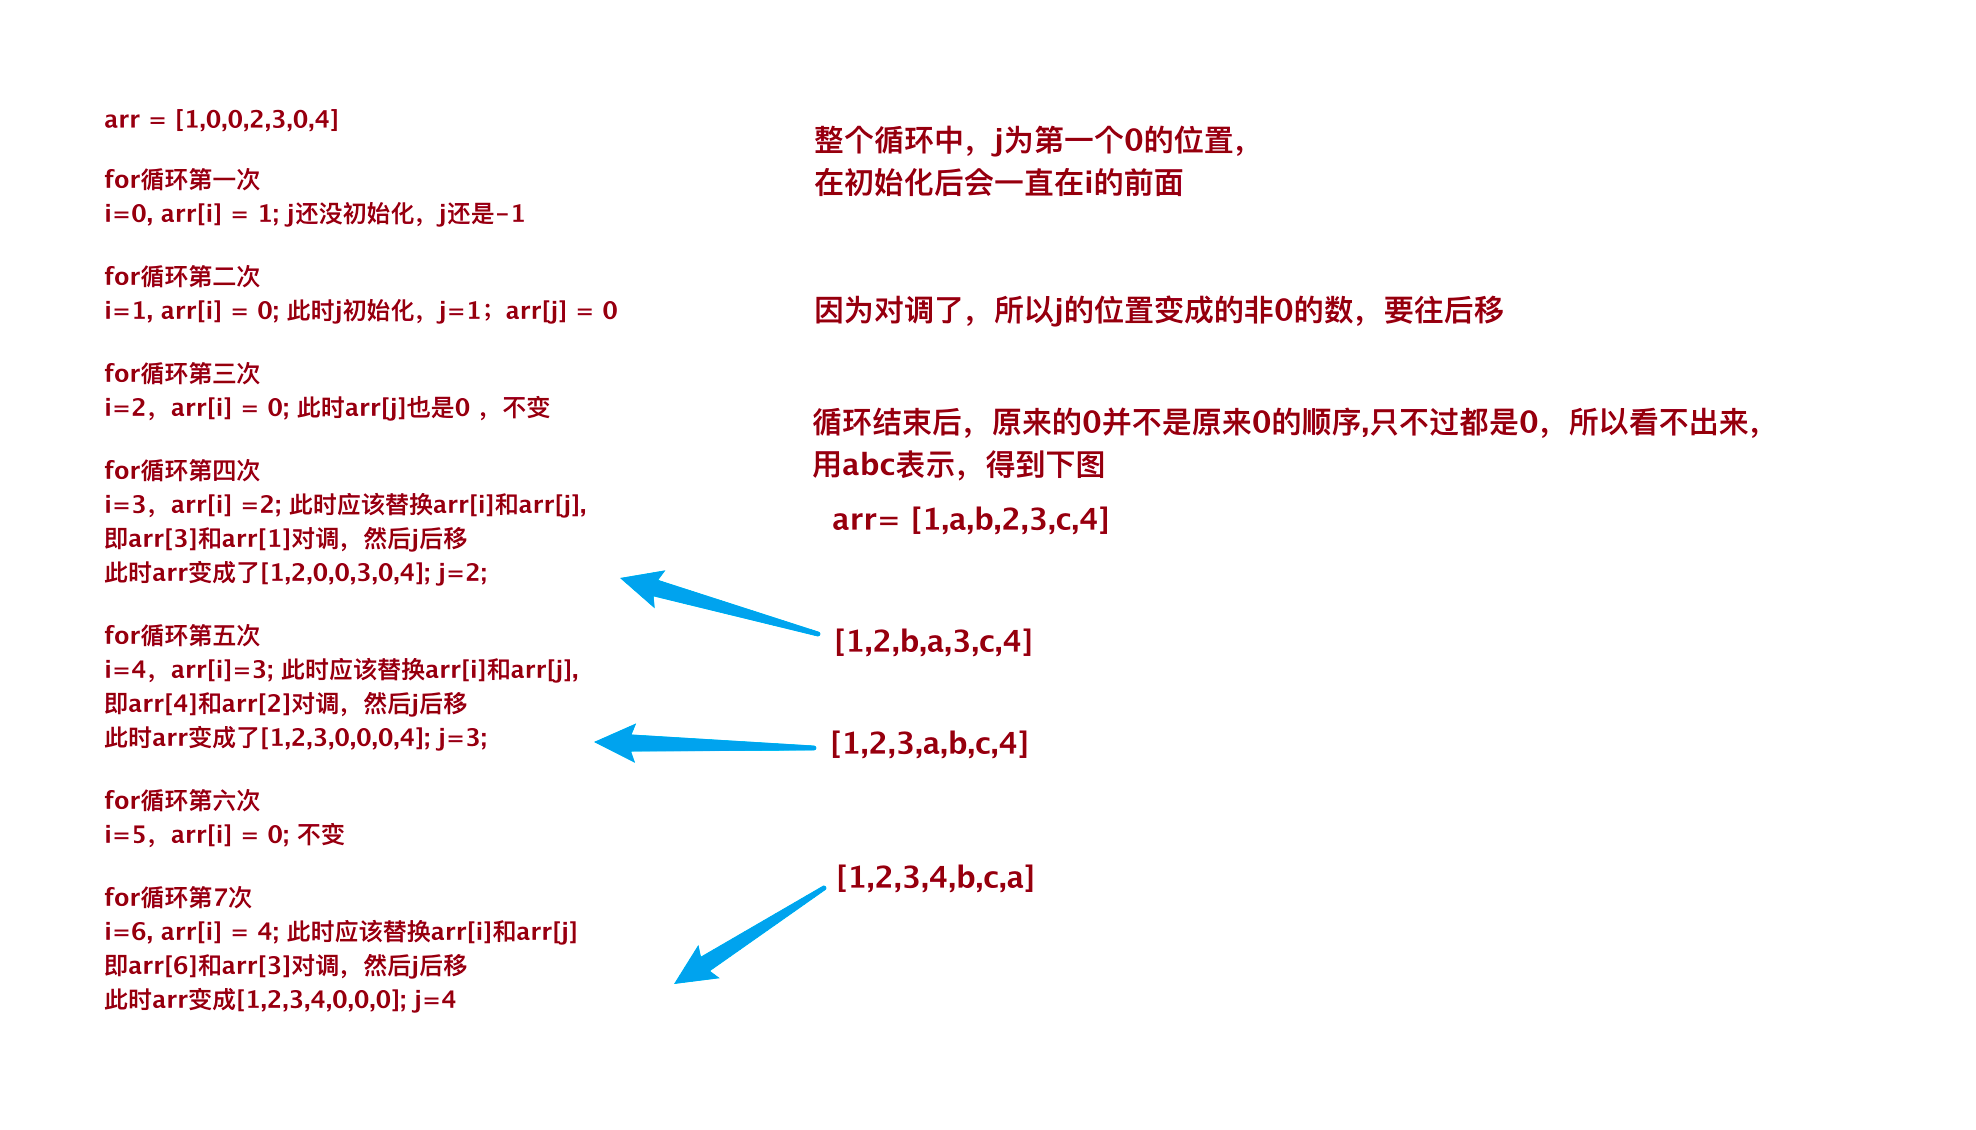 arr = [1,0,0,2,3,0,4]
for循环第一次
i=0, arr[i] = 1; j还没初始化，j还是-1
for循环第二次
i=1, arr[i] = 0; 此时j初始化，j=1；arr[j] = 0
for循环第三次
i=2，arr[i] = 0; 此时arr[j]也是0 ，不变
for循环第四次
i=3，arr[i] =2; 此时应该替换arr[i]和arr[j],
即arr[3]和arr[1]对调，然后j后移
此时arr变成了[1,2,0,0,3,0,4]; j=2;
for循环第五次
i=4，arr[i]=3; 此时应该替换arr[i]和arr[j],
即arr[4]和arr[2]对调，然后j后移
此时arr变成了[1,2,3,0,0,0,4]; j=3;
for循环第六次
i=5，arr[i] = 0; 不变
for循环第7次
i=6, arr[i] = 4; 此时应该替换arr[i]和arr[j]
即arr[6]和arr[3]对调，然后j后移
此时arr变成[1,2,3,4,0,0,0]; j=4
整个循环中，j为第一个0的位置，
在初始化后会一直在i的前面
因为对调了，所以j的位置变成的非0的数，要往后移
循环结束后，原来的0并不是原来0的顺序,只不过都是0，所以看不出来，
用abc表示，得到下图
arr= [1,a,b,2,3,c,4]
[1,2,b,a,3,c,4]
[1,2,3,a,b,c,4]
[1,2,3,4,b,c,a]